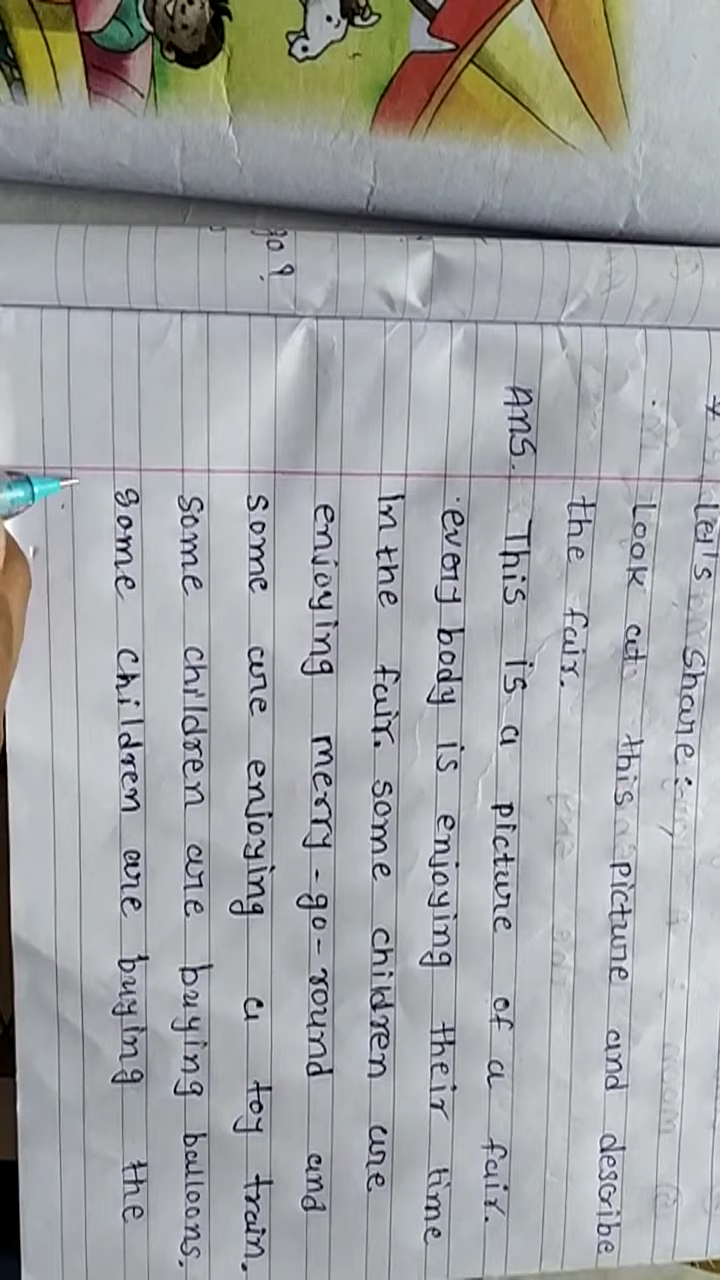 go?
* Let's share :
Look at this picture and describe
the fair.
Ans. This is a picture of a fair.
every body is enjoying their time
In the fair. some children are
enjoying merry-go-round and
some are enjoying a toy train.
some children are buying balloons.
some children are buying the